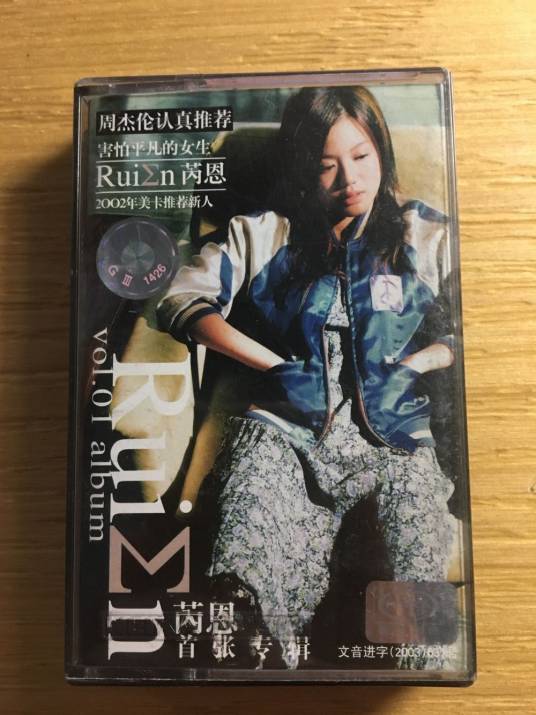 周杰伦认真推荐
害怕平凡的女生
RuiΣn 芮恩
2002年美卡推荐新人
G 1426
RuiΣn
vol.01 album
芮恩
首张专辑
文音进字(2003)